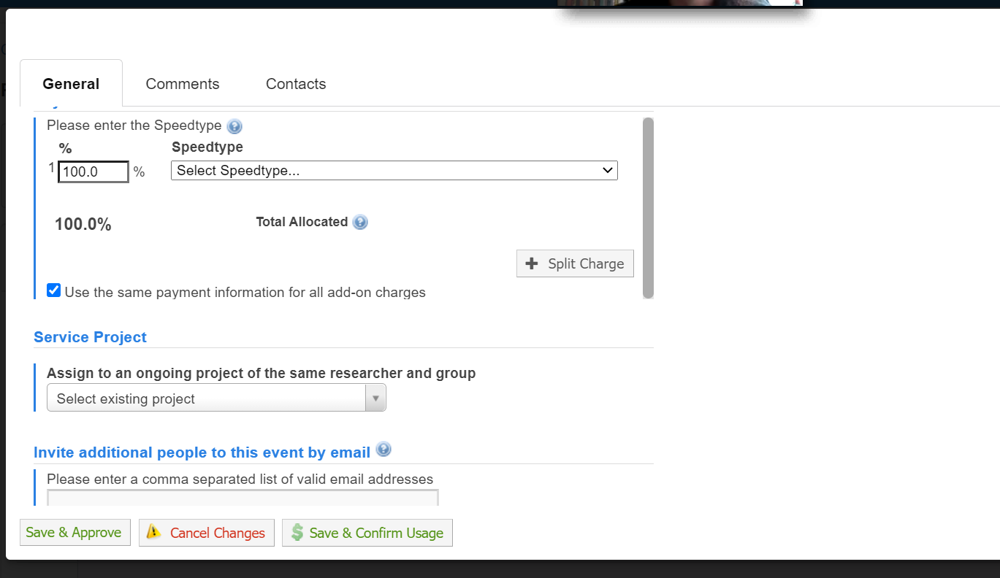 General Comments Contacts
Please enter the Speedtype ?
% Speedtype
1 100.0 % Select Speedtype...
100.0% Total Allocated ?
+ Split Charge
Use the same payment information for all add-on charges
Service Project
Assign to an ongoing project of the same researcher and group
Select existing project
Invite additional people to this event by email ?
Please enter a comma separated list of valid email addresses
Save & Approve Cancel Changes $ Save & Confirm Usage